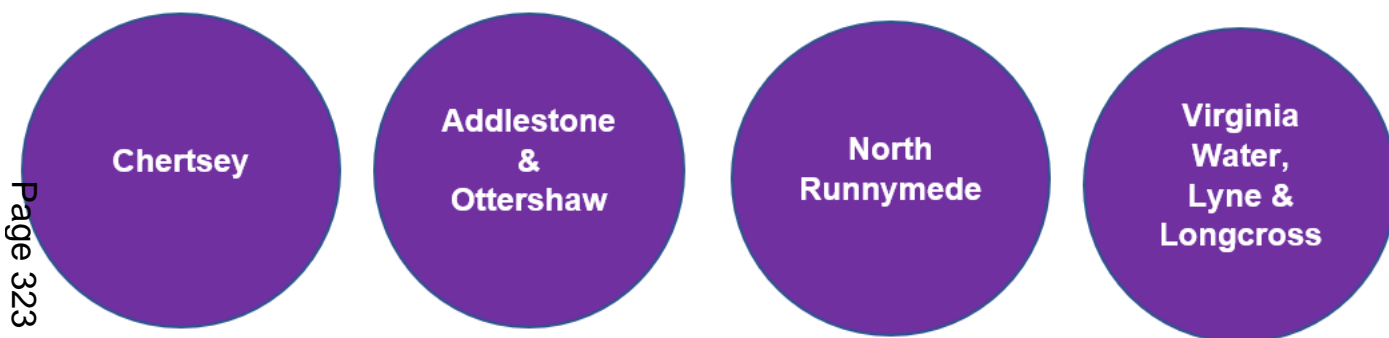 Chertsey
Addlestone
&
Ottershaw
North
Runnymede
Virginia
Water,
Lyne &
Longcross
Page 323